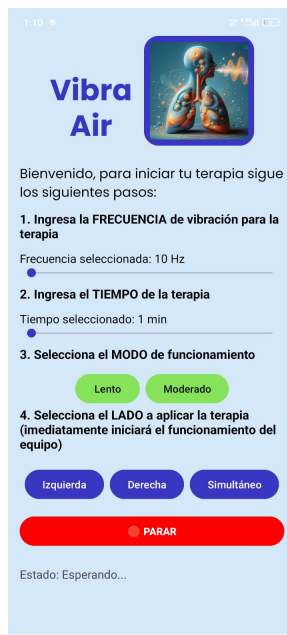 1:10
Vibra
Air
Bienvenido, para iniciar tu terapia sigue
los siguientes pasos:
1. Ingresa la FRECUENCIA de vibración para la
terapia
Frecuencia seleccionada: 10 Hz
2. Ingresa el TIEMPO de la terapia
Tiempo seleccionado: 1 min
3. Selecciona el MODO de funcionamiento
Lento Moderado
4. Selecciona el LADO a aplicar la terapia
(imediatamente iniciará el funcionamiento del
equipo)
Izquierda Derecha Simultáneo
PARAR
Estado: Esperando...